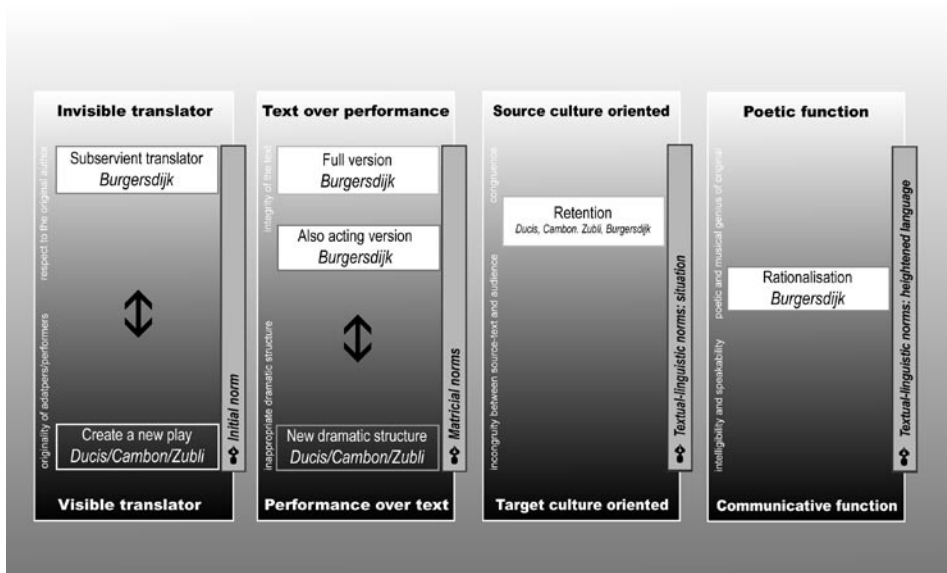 Invisible translator
Subservient translator
Burgersdijk
respect to the original author
originality of adatpers/performers
Create a new play
Ducis/Cambon/Zubli
Initial norm
Visible translator
Text over performance
Full version
Burgersdijk
Also acting version
Burgersdijk
integrity of the text
inappropriate dramatic structure
New dramatic structure
Ducis/Cambon/Zubli
Matricial norms
Performance over text
Source culture oriented
congruence
Retention
Ducis, Cambon. Zubli, Burgersdijk
incongruity between source-text and audience
Textual-linguistic norms: situation
Target culture oriented
Poetic function
poetic and musical genius of original
Rationalisation
Burgersdijk
intelligibility and speakability
Textual-linguistic norms: heightened language
Communicative function